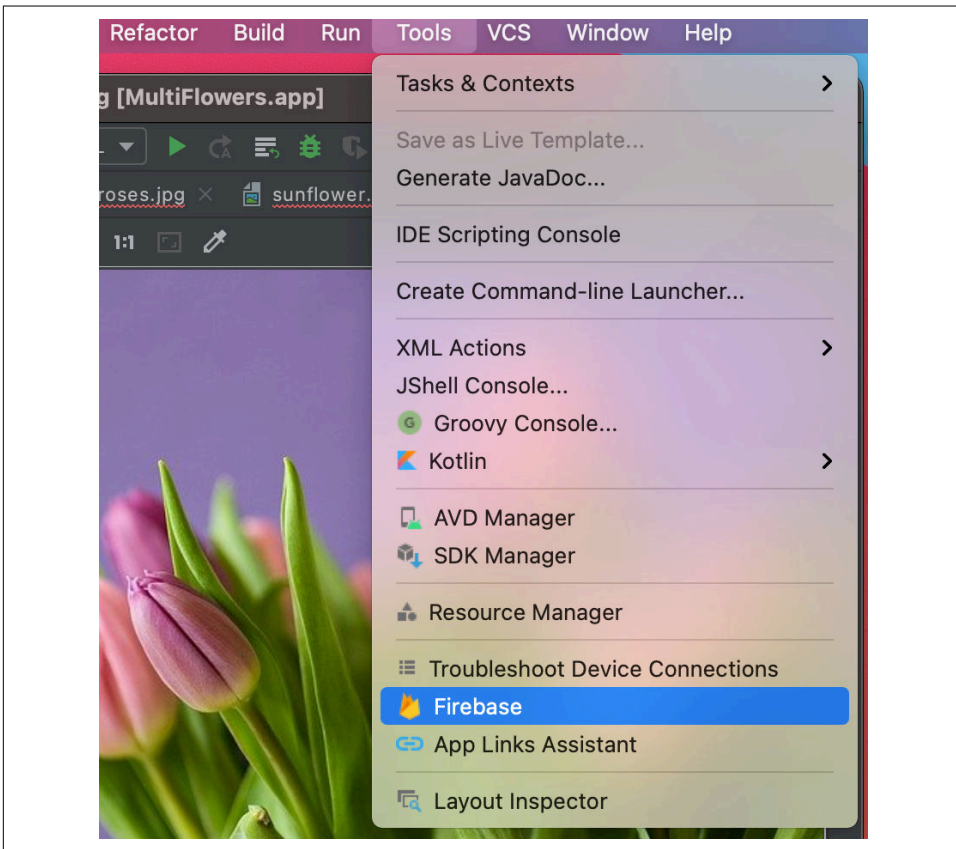 Refactor Build Run Tools VCS Window Help
g [MultiFlowers.app]
roses.jpg sunflower.
1:1
Tasks & Contexts
Save as Live Template...
Generate JavaDoc...
IDE Scripting Console
Create Command-line Launcher...
XML Actions
JShell Console...
G Groovy Console...
Kotlin
AVD Manager
SDK Manager
Resource Manager
Troubleshoot Device Connections
Firebase
App Links Assistant
Layout Inspector